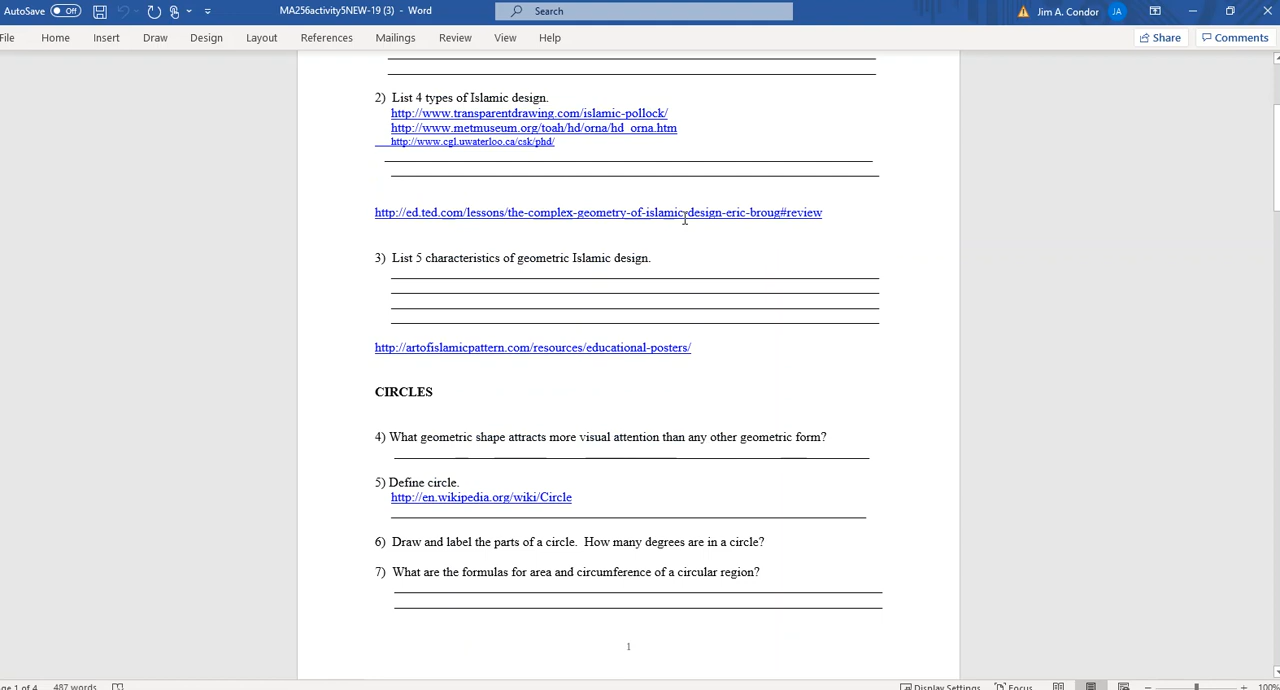 AutoSave Off MA256activity5NEW-19 (3) - Word Search Jim A. Condor JA
File Home Insert Draw Design Layout References Mailings Review View Help Share Comments
2) List 4 types of Islamic design.
http://www.transparentdrawing.com/islamic-pollock/
http://www.metmuseum.org/toah/hd/orna/hd_orna.htm
http://www.cgl.uwaterloo.ca/csk/phd/
http://ed.ted.com/lessons/the-complex-geometry-of-islamic-design-eric-broug#review
3) List 5 characteristics of geometric Islamic design.
http://artofislamicpattern.com/resources/educational-posters/
CIRCLES
4) What geometric shape attracts more visual attention than any other geometric form?
5) Define circle.
http://en.wikipedia.org/wiki/Circle
6) Draw and label the parts of a circle. How many degrees are in a circle?
7) What are the formulas for area and circumference of a circular region?
1
age 1 of 4 487 words Display Settings Focus 100%